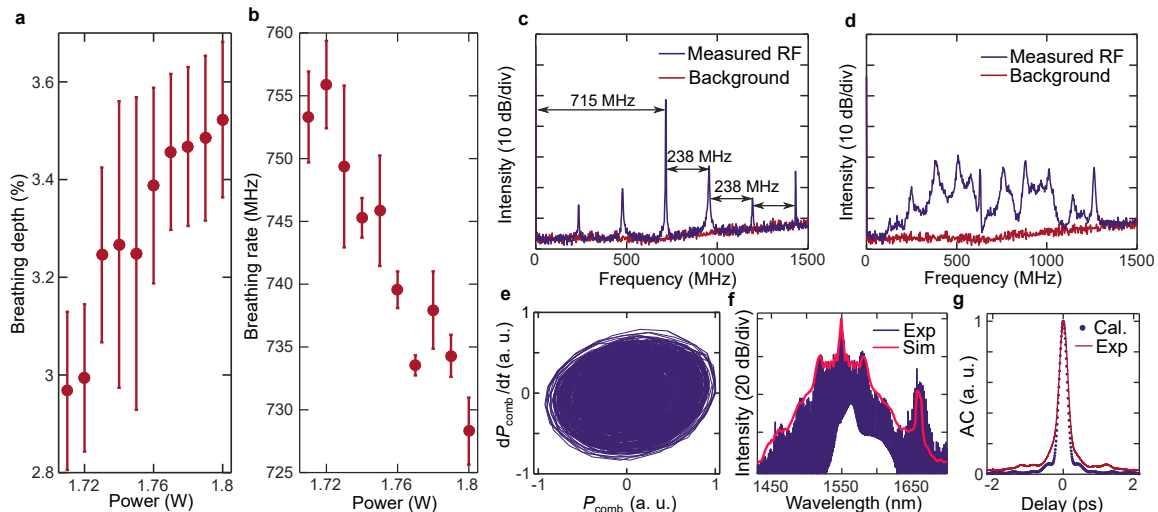 a
Breathing depth (%)
3.6
3.4
3.2
3
2.8
1.72
1.76
1.8
Power (W)
b
Breathing rate (MHz)
760
755
750
745
740
735
730
725
1.72
1.76
1.8
Power (W)
c
Intensity (10 dB/div)
Measured RF
Background
715 MHz
238 MHz
238 MHz
0
500
1000
1500
Frequency (MHz)
d
Intensity (10 dB/div)
Measured RF
Background
0
500
1000
1500
Frequency (MHz)
e
dPcomb/dt (a. u.)
1
0
-1
-1
0
1
Pcomb (a. u.)
f
Intensity (20 dB/div)
Exp
Sim
1450
1550
1650
Wavelength (nm)
g
AC (a. u.)
1
0
Cal.
Exp
-2
0
2
Delay (ps)